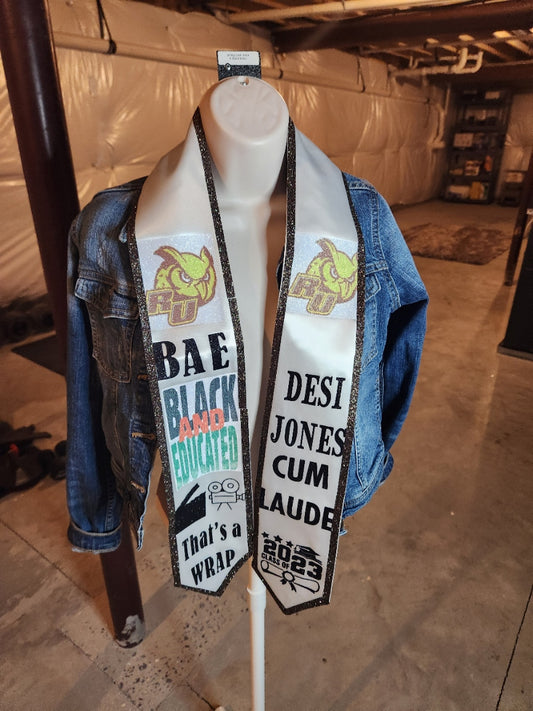 RU
BAE
BLACK
AND
EDUCATED
That's a
WRAP
RU
DESI
JONES
CUM
LAUDE
CLASS OF
2023